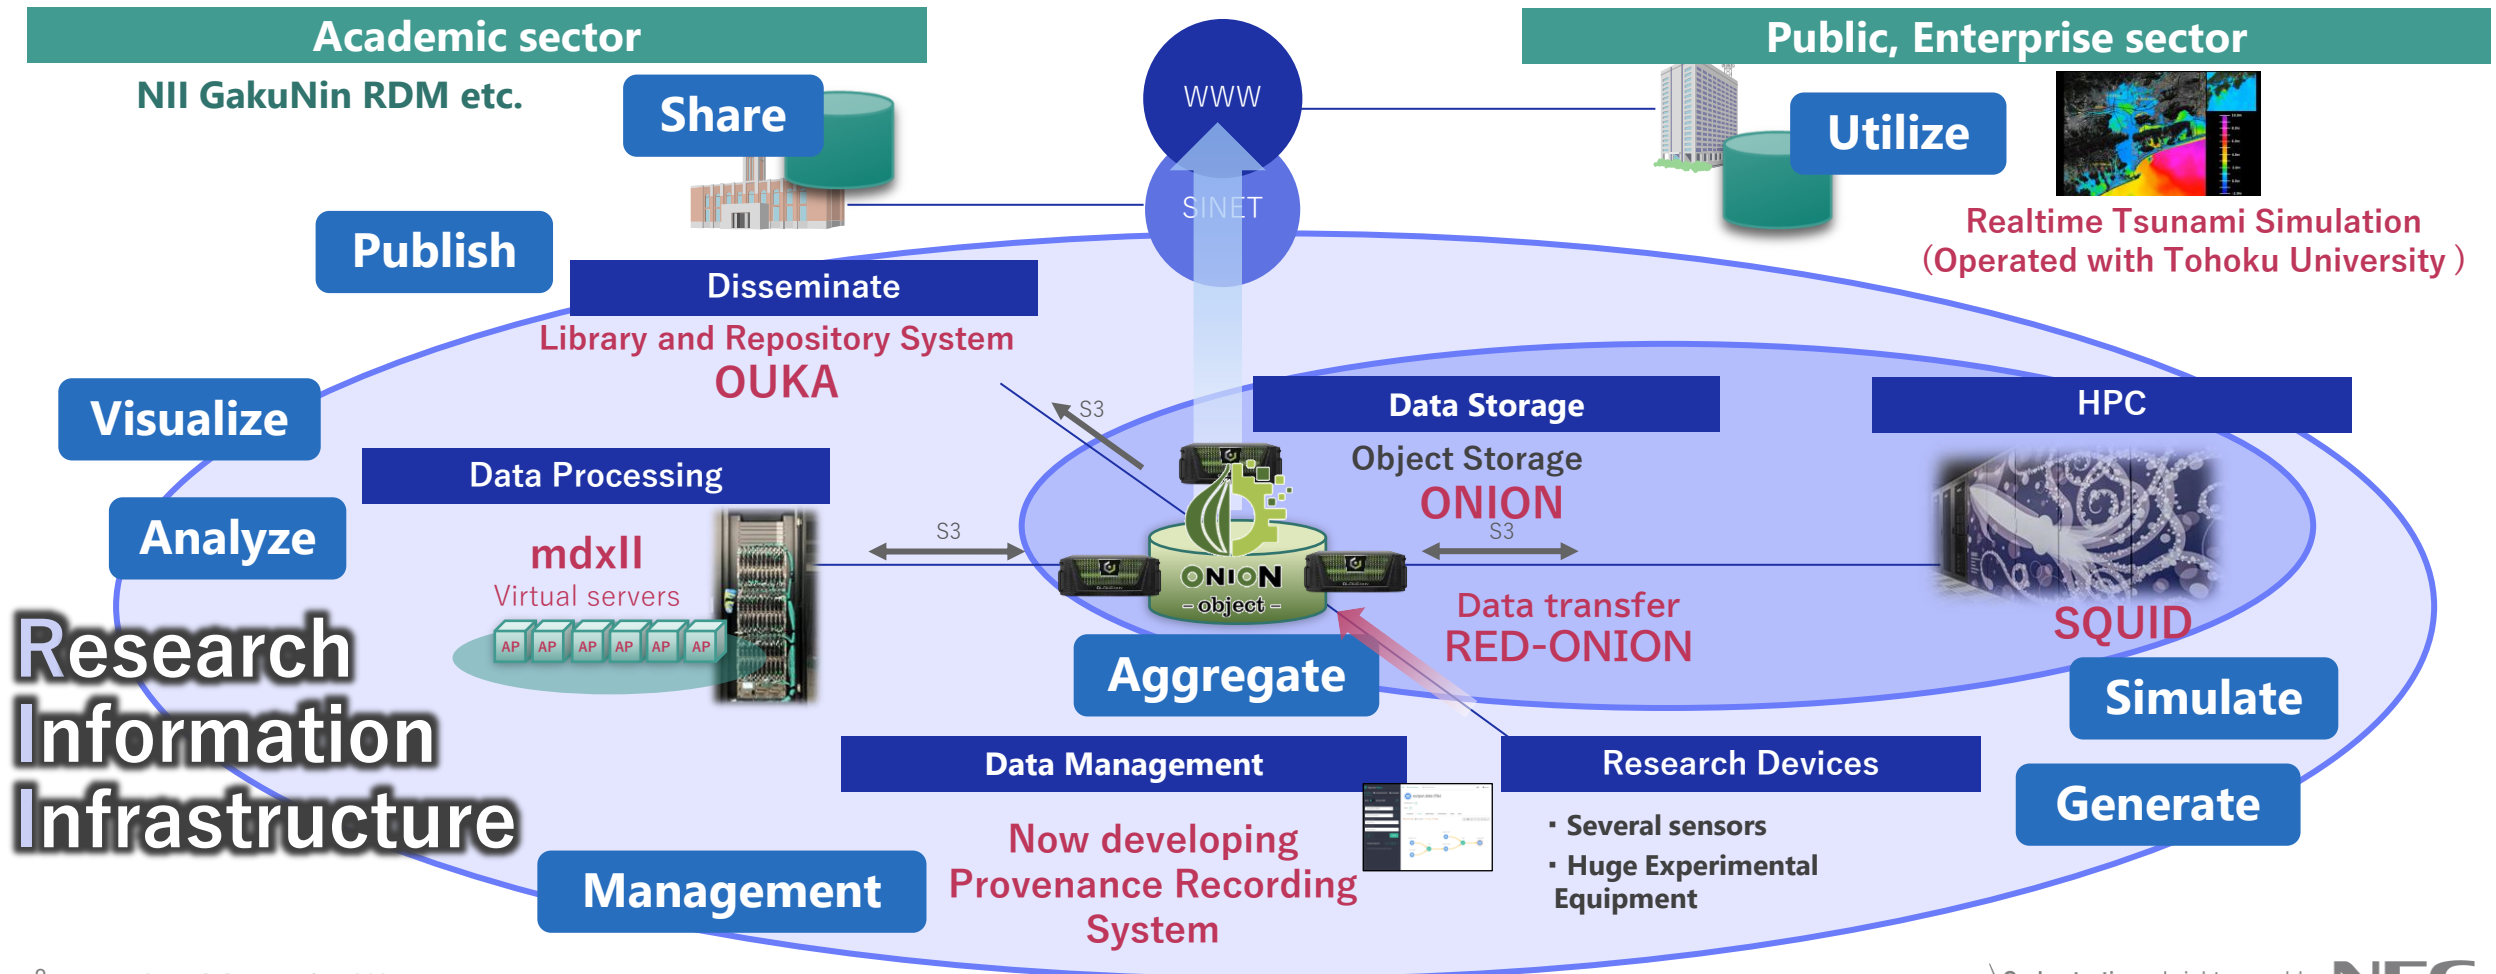 Academic sector
Public, Enterprise sector
NII GakuNin RDM etc.
Share
WWW
Utilize
SINET
Publish
Realtime Tsunami Simulation
(Operated with Tohoku University )
Disseminate
Library and Repository System
OUKA
Visualize
S3
Data Storage
HPC
Object Storage
ONION
Data Processing
Analyze
S3
S3
mdxII
Virtual servers
AP AP AP AP AP AP
ONION
- object -
Data transfer
RED-ONION
SQUID
Aggregate
Simulate
Research
Information
Infrastructure
Data Management
Research Devices
Generate
Now developing
Provenance Recording
System
・Several sensors
・Huge Experimental
Equipment
Management